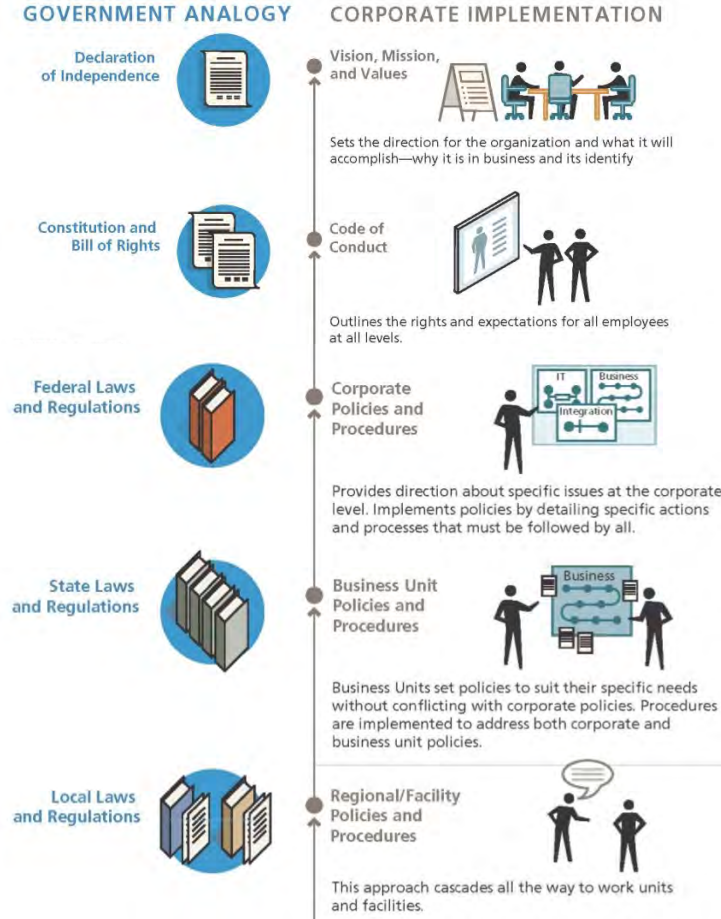 GOVERNMENT ANALOGY
CORPORATE IMPLEMENTATION
Declaration
of Independence
Vision, Mission,
and Values
Sets the direction for the organization and what it will
accomplish—why it is in business and its identify
Constitution and
Bill of Rights
Code of
Conduct
Outlines the rights and expectations for all employees
at all levels.
Federal Laws
and Regulations
Corporate
Policies and
Procedures
IT
Business
Integration
Provides direction about specific issues at the corporate
level. Implements policies by detailing specific actions
and processes that must be followed by all.
State Laws
and Regulations
Business Unit
Policies and
Procedures
Business
Business Units set policies to suit their specific needs
without conflicting with corporate policies. Procedures
are implemented to address both corporate and
business unit policies.
Local Laws
and Regulations
Regional/Facility
Policies and
Procedures
This approach cascades all the way to work units
and facilities.